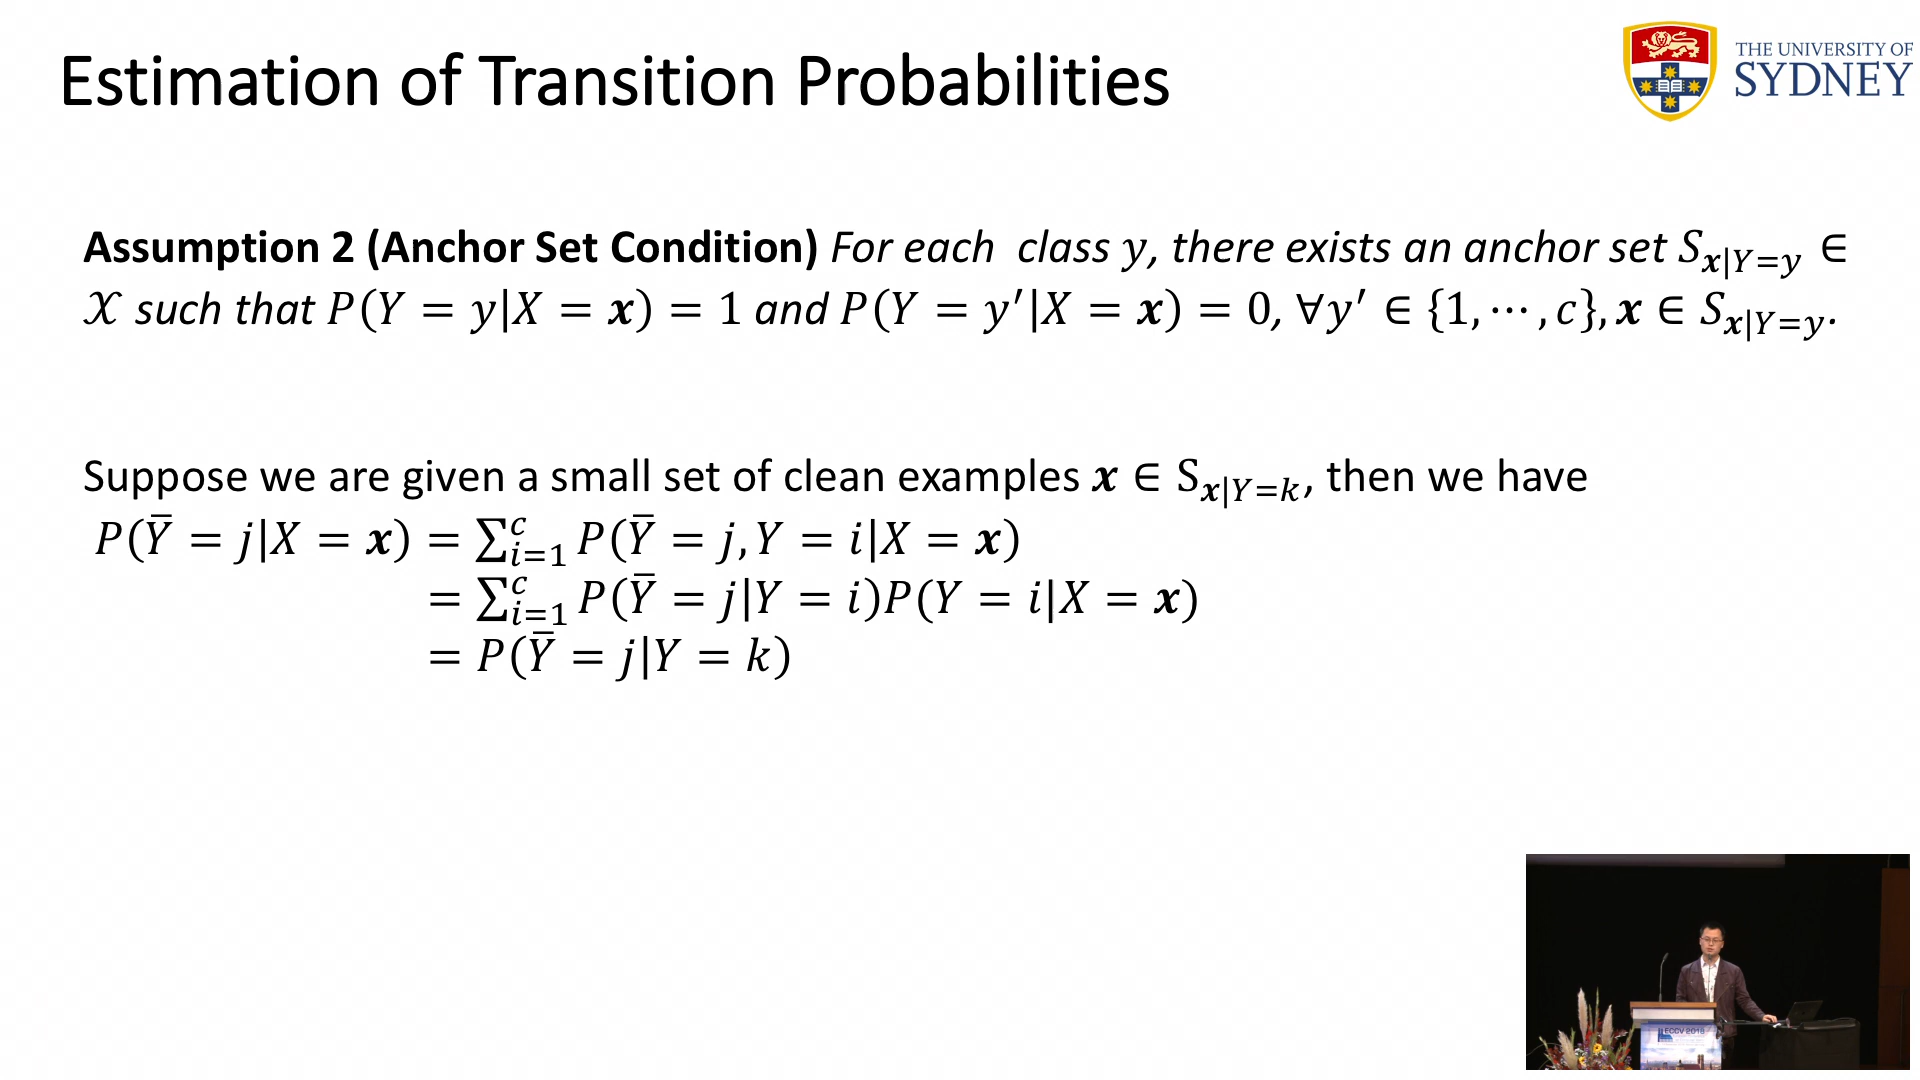 Estimation of Transition Probabilities
THE UNIVERSITY OF
SYDNEY
Assumption 2 (Anchor Set Condition) For each class y, there exists an anchor set S_{x|Y=y} ∈
𝒳 such that P(Y = y|X = x) = 1 and P(Y = y′|X = x) = 0, ∀y′ ∈ {1, ⋯ , c}, x ∈ S_{x|Y=y}.
Suppose we are given a small set of clean examples x ∈ S_{x|Y=k}, then we have
P(Ȳ = j|X = x) = ∑_{i=1}^{c} P(Ȳ = j, Y = i|X = x)
= ∑_{i=1}^{c} P(Ȳ = j|Y = i)P(Y = i|X = x)
= P(Ȳ = j|Y = k)
ECCV 2018